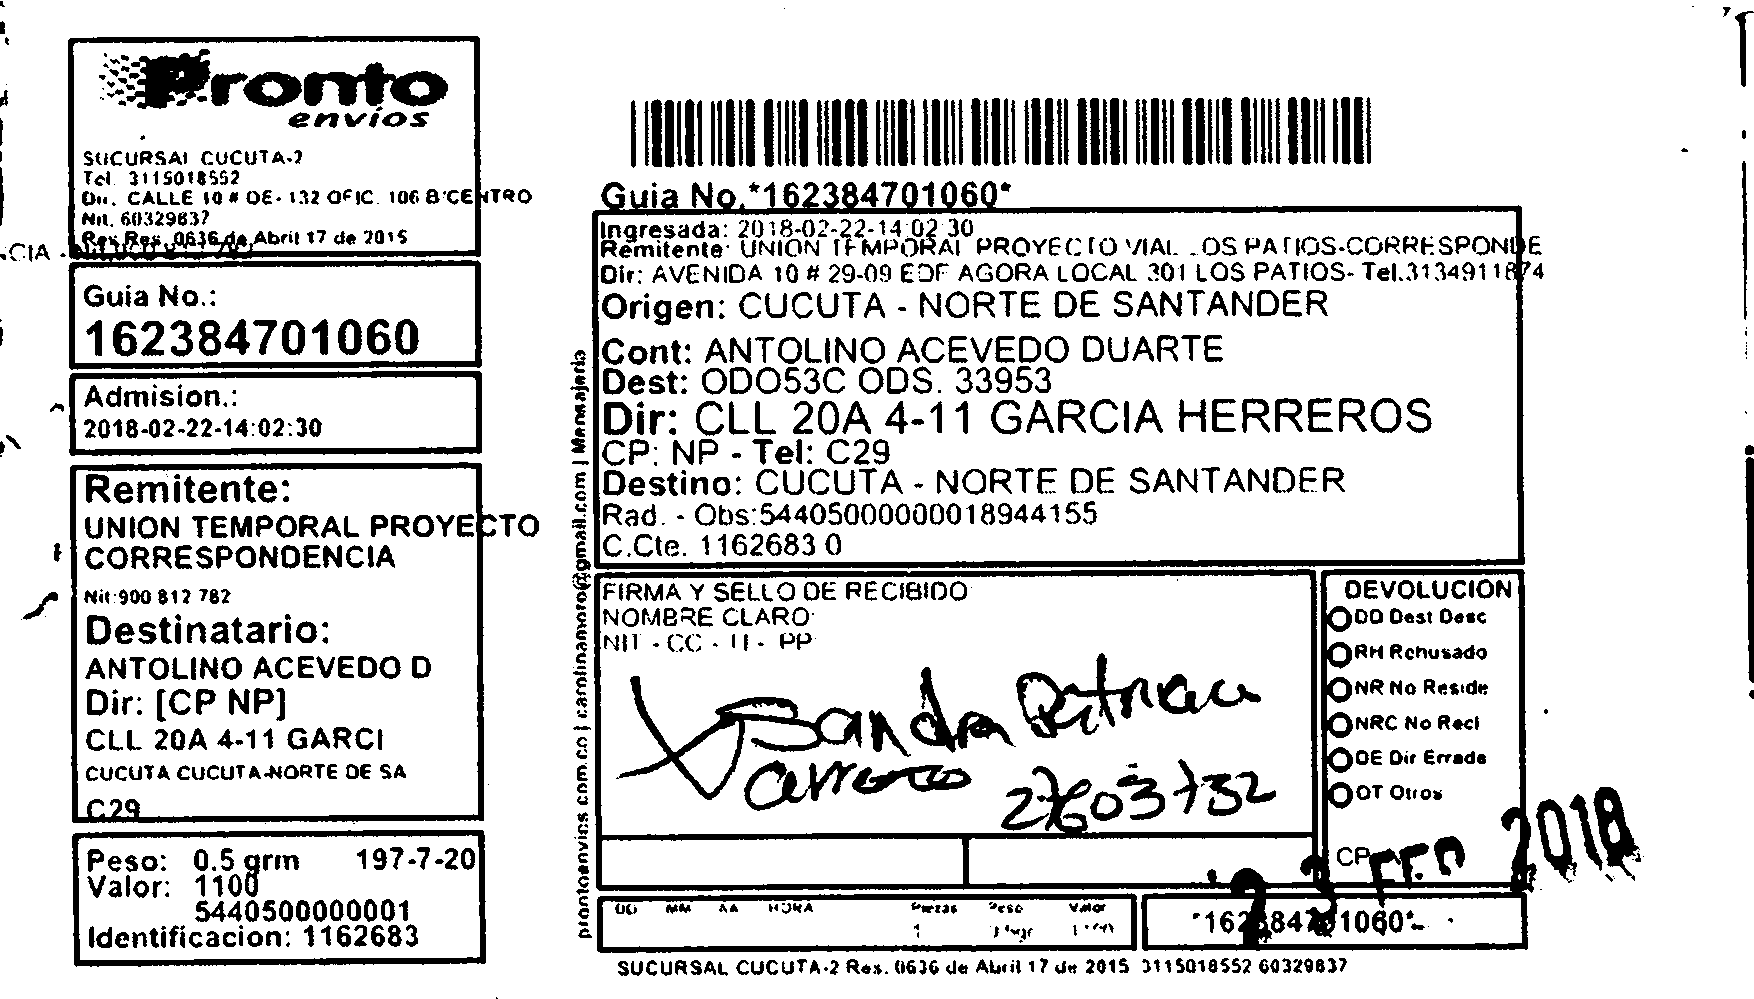 Pronto
envios
SUCURSAL CUCUTA-2
Tel. 3115018552
Dir. CALLE 10 # OE- 132 OFIC. 106 B'CENTRO
Nit. 60329837
Res Res. 0636 de Abril 17 de 2015
Guia No.:
162384701060
Admision.:
2018-02-22-14:02:30
Remitente:
UNION TEMPORAL PROYECTO
CORRESPONDENCIA
Nit:900 812 782
Destinatario:
ANTOLINO ACEVEDO D
Dir: [CP NP]
CLL 20A 4-11 GARCI
CUCUTA CUCUTA-NORTE DE SA
C29
Peso: 0.5 grm 197-7-20
Valor: 1100
5440500000001
Identificacion: 1162683
prontoenvios.com.co | carolinamoro@gmail.com | Mensajeria
Guia No.*162384701060*
Ingresada: 2018-02-22-14:02:30
Remitente: UNION TEMPORAL PROYECTO VIAL LOS PATIOS-CORRESPONDE
Dir: AVENIDA 10 # 29-09 EDF AGORA LOCAL 301 LOS PATIOS- Tel.3134911874
Origen: CUCUTA - NORTE DE SANTANDER
Cont: ANTOLINO ACEVEDO DUARTE
Dest: ODO53C ODS. 33953
Dir: CLL 20A 4-11 GARCIA HERREROS
CP: NP - Tel: C29
Destino: CUCUTA - NORTE DE SANTANDER
Rad. - Obs:54405000000018944155
C.Cte. 1162683 0
FIRMA Y SELLO DE RECIBIDO
NOMBRE CLARO
NIT - CC - TI - PP
Sandra
27603732
DEVOLUCION
DD Dest Desc
RH Rehusado
NR No Reside
NRC No Recl
DE Dir Errada
OT Otros
CP
23 FEB 2018
DD MM AA HORA Piezas Peso Valor
1
*162384701060*
SUCURSAL CUCUTA-2 Res. 0636 de Abril 17 de 2015 3115018552 60329837